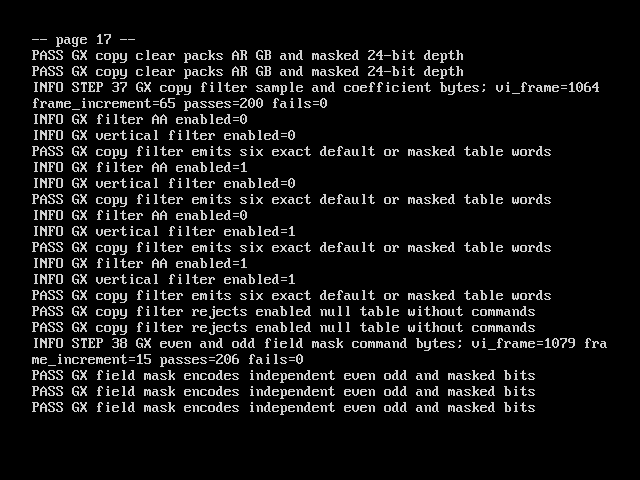 -- page 17 --
PASS GX copy clear packs AR GB and masked 24-bit depth
PASS GX copy clear packs AR GB and masked 24-bit depth
INFO STEP 37 GX copy filter sample and coefficient bytes; vi_frame=1064
frame_increment=65 passes=200 fails=0
INFO GX filter AA enabled=0
INFO GX vertical filter enabled=0
PASS GX copy filter emits six exact default or masked table words
INFO GX filter AA enabled=1
INFO GX vertical filter enabled=0
PASS GX copy filter emits six exact default or masked table words
INFO GX filter AA enabled=0
INFO GX vertical filter enabled=1
PASS GX copy filter emits six exact default or masked table words
INFO GX filter AA enabled=1
INFO GX vertical filter enabled=1
PASS GX copy filter emits six exact default or masked table words
PASS GX copy filter rejects enabled null table without commands
PASS GX copy filter rejects enabled null table without commands
INFO STEP 38 GX even and odd field mask command bytes; vi_frame=1079 fra
me_increment=15 passes=206 fails=0
PASS GX field mask encodes independent even odd and masked bits
PASS GX field mask encodes independent even odd and masked bits
PASS GX field mask encodes independent even odd and masked bits